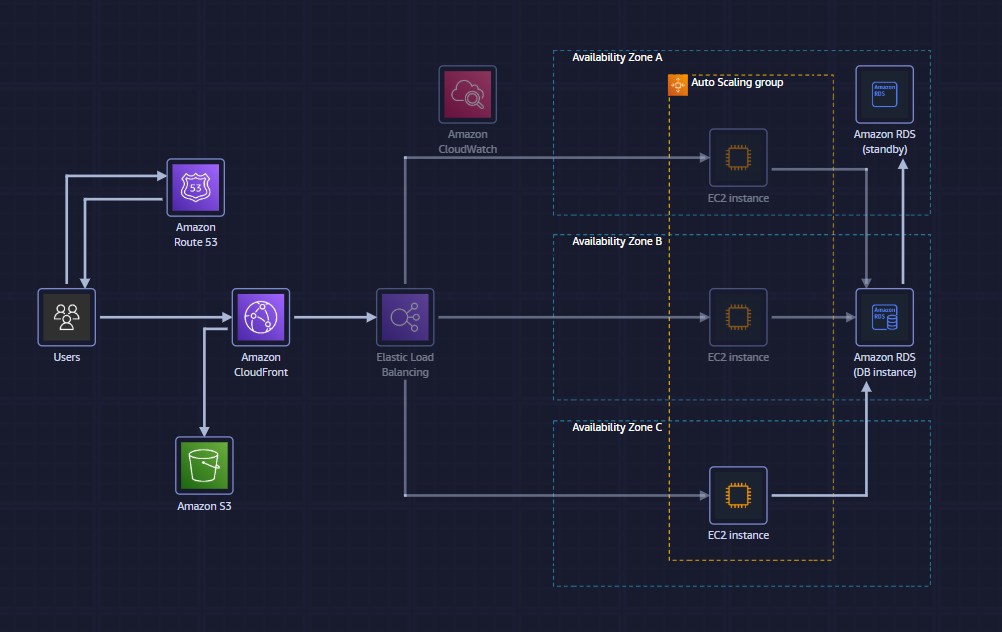 Availability Zone A
Auto Scaling group
Amazon
CloudWatch
Amazon
RDS
Amazon RDS
(standby)
EC2 instance
53
Amazon
Route 53
Availability Zone B
Users
Amazon
CloudFront
Elastic Load
Balancing
EC2 instance
Amazon
RDS
Amazon RDS
(DB instance)
Availability Zone C
Amazon S3
EC2 instance